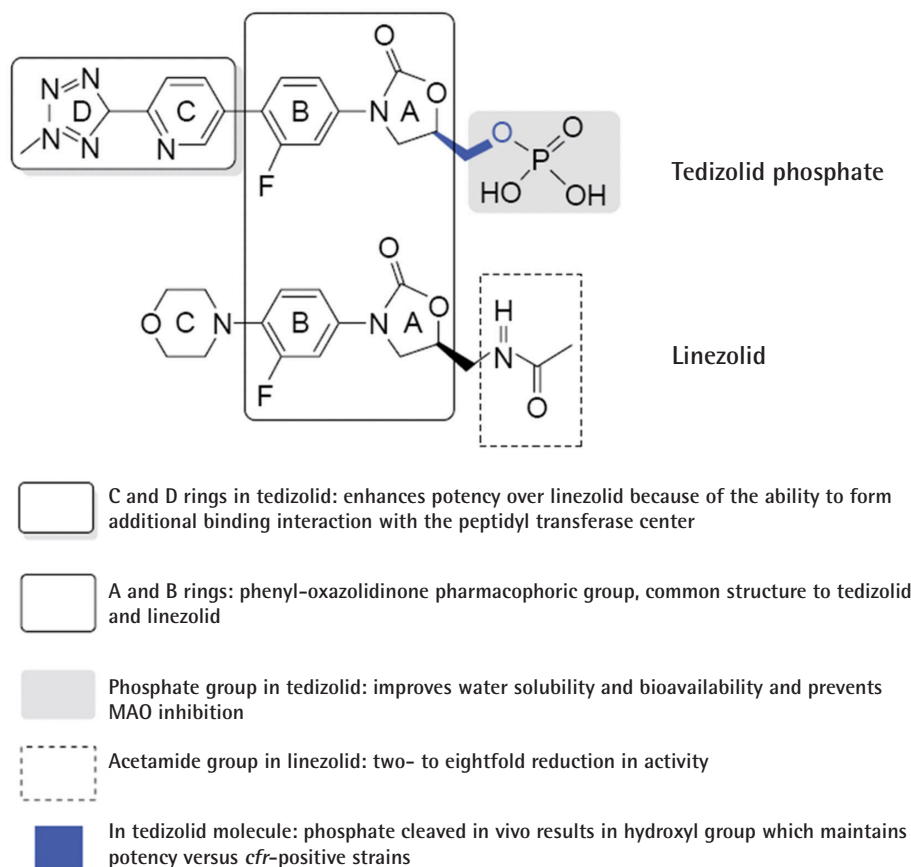 O
N
N
N
N
D
C
N
B
F
N
A
O
O
P
O
HO
OH
Tedizolid phosphate
O
O
C
N
B
F
N
A
O
H
N
O
Linezolid
C and D rings in tedizolid: enhances potency over linezolid because of the ability to form
additional binding interaction with the peptidyl transferase center
A and B rings: phenyl-oxazolidinone pharmacophoric group, common structure to tedizolid
and linezolid
Phosphate group in tedizolid: improves water solubility and bioavailability and prevents
MAO inhibition
Acetamide group in linezolid: two- to eightfold reduction in activity
In tedizolid molecule: phosphate cleaved in vivo results in hydroxyl group which maintains
potency versus cfr-positive strains